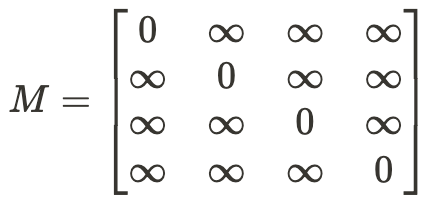 M = [ 0 ∞ ∞ ∞
∞ 0 ∞ ∞
∞ ∞ 0 ∞
∞ ∞ ∞ 0 ]